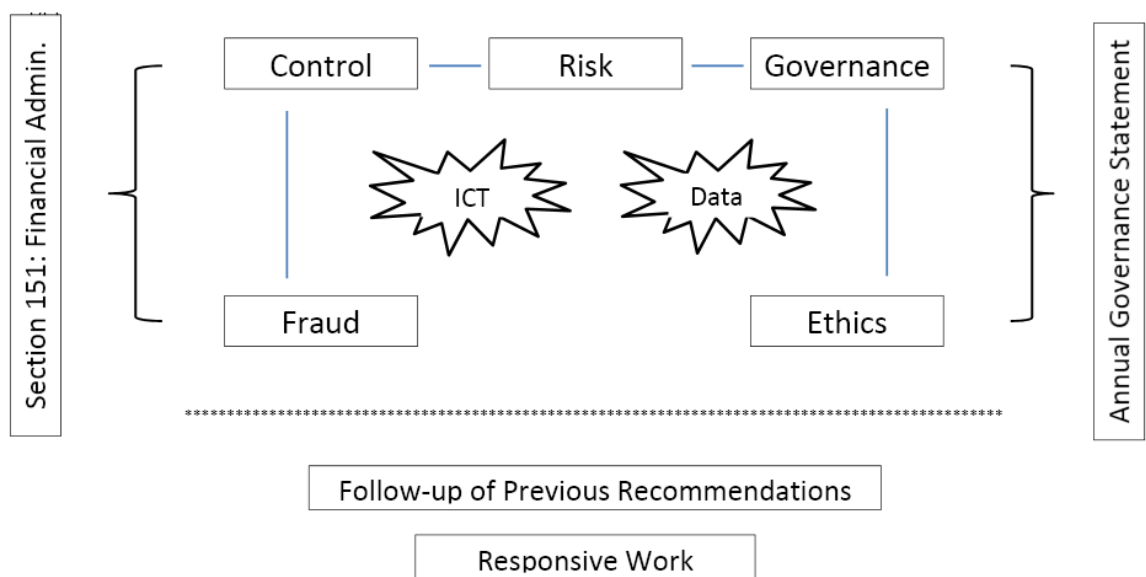 Section 151: Financial Admin.
Control
Risk
Governance
ICT
Data
Fraud
Ethics
Annual Governance Statement
*************************************************************************************************
Follow-up of Previous Recommendations
Responsive Work